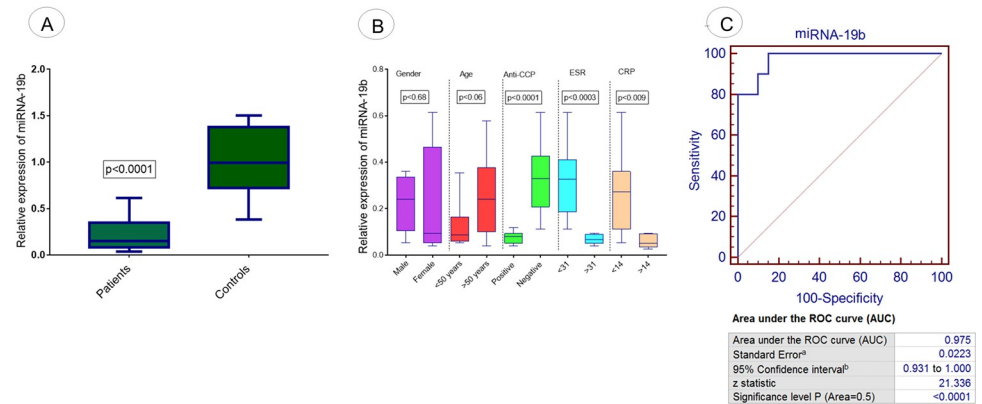 A
Relative expression of miRNA-19b
2.0
1.5
1.0
0.5
0.0
p<0.0001
Patients
Controls
B
Relative expression of miRNA-19b
0.8
0.6
0.4
0.2
0.0
Gender
Age
Anti-CCP
ESR
CRP
p<0.68
p<0.06
p<0.0001
p<0.0003
p<0.009
Male
Female
<50 years
>50 years
Positive
Negative
<31
>31
<14
>14
C
miRNA-19b
Sensitivity
100
80
60
40
20
0
0 20 40 60 80 100
100-Specificity
Area under the ROC curve (AUC)
Area under the ROC curve (AUC) 0.975
Standard Errorᵃ 0.0223
95% Confidence intervalᵇ 0.931 to 1.000
z statistic 21.336
Significance level P (Area=0.5) <0.0001